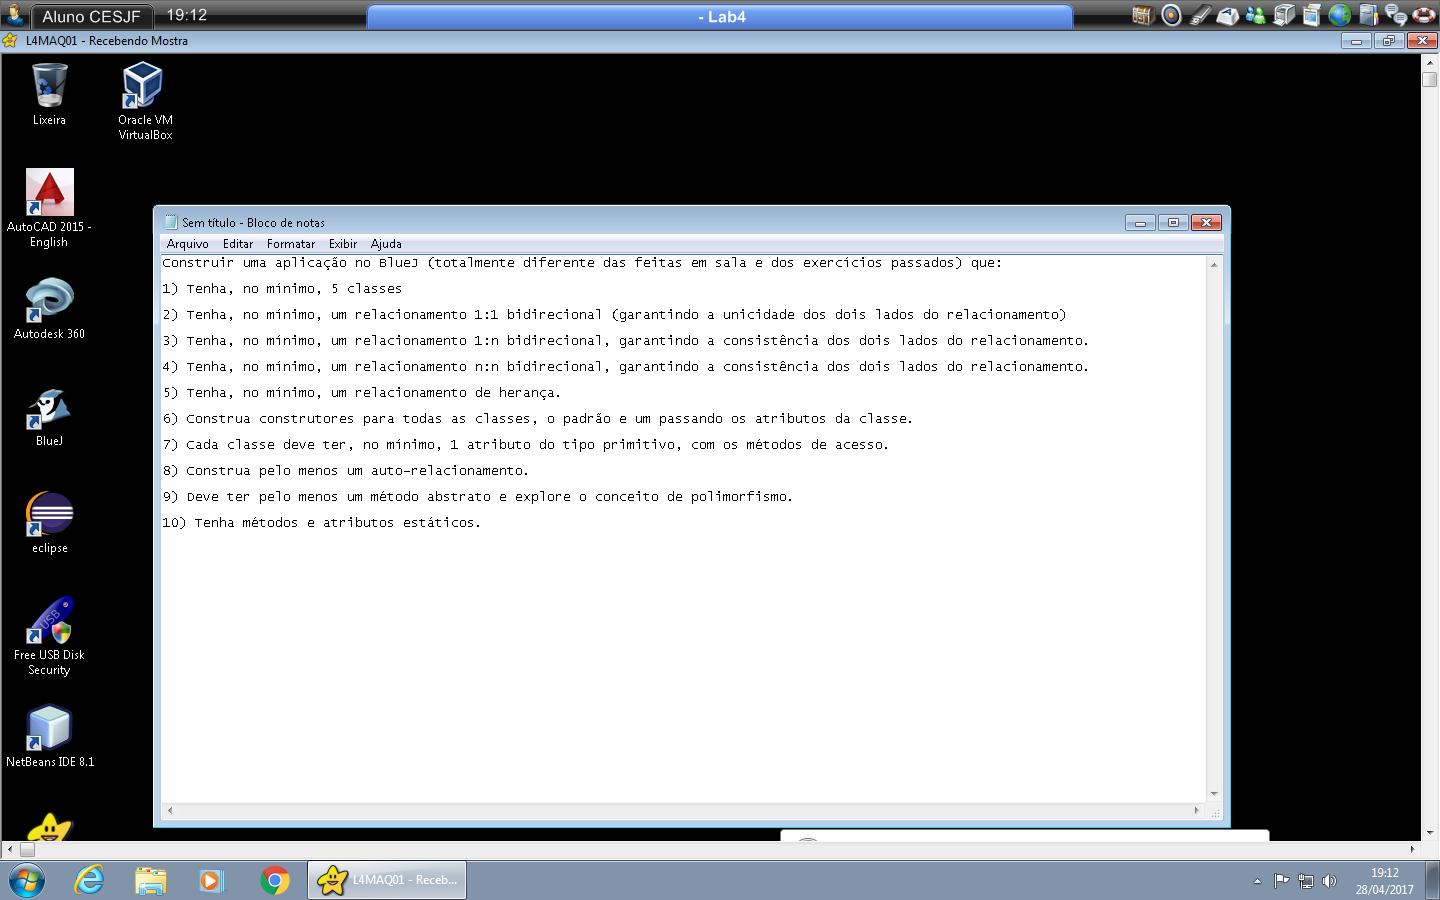 Aluno CESJF
19:12
- Lab4
L4MAQ01 - Recebendo Mostra
Lixeira
Oracle VM
VirtualBox
AutoCAD 2015 -
English
Autodesk 360
BlueJ
eclipse
Free USB Disk
Security
NetBeans IDE 8.1
Sem título - Bloco de notas
Arquivo Editar Formatar Exibir Ajuda
Construir uma aplicação no BlueJ (totalmente diferente das feitas em sala e dos exercícios passados) que:
1) Tenha, no mínimo, 5 classes
2) Tenha, no mínimo, um relacionamento 1:1 bidirecional (garantindo a unicidade dos dois lados do relacionamento)
3) Tenha, no mínimo, um relacionamento 1:n bidirecional, garantindo a consistência dos dois lados do relacionamento.
4) Tenha, no mínimo, um relacionamento n:n bidirecional, garantindo a consistência dos dois lados do relacionamento.
5) Tenha, no mínimo, um relacionamento de herança.
6) Construa construtores para todas as classes, o padrão e um passando os atributos da classe.
7) Cada classe deve ter, no mínimo, 1 atributo do tipo primitivo, com os métodos de acesso.
8) Construa pelo menos um auto-relacionamento.
9) Deve ter pelo menos um método abstrato e explore o conceito de polimorfismo.
10) Tenha métodos e atributos estáticos.
L4MAQ01 - Receb...
19:12
28/04/2017